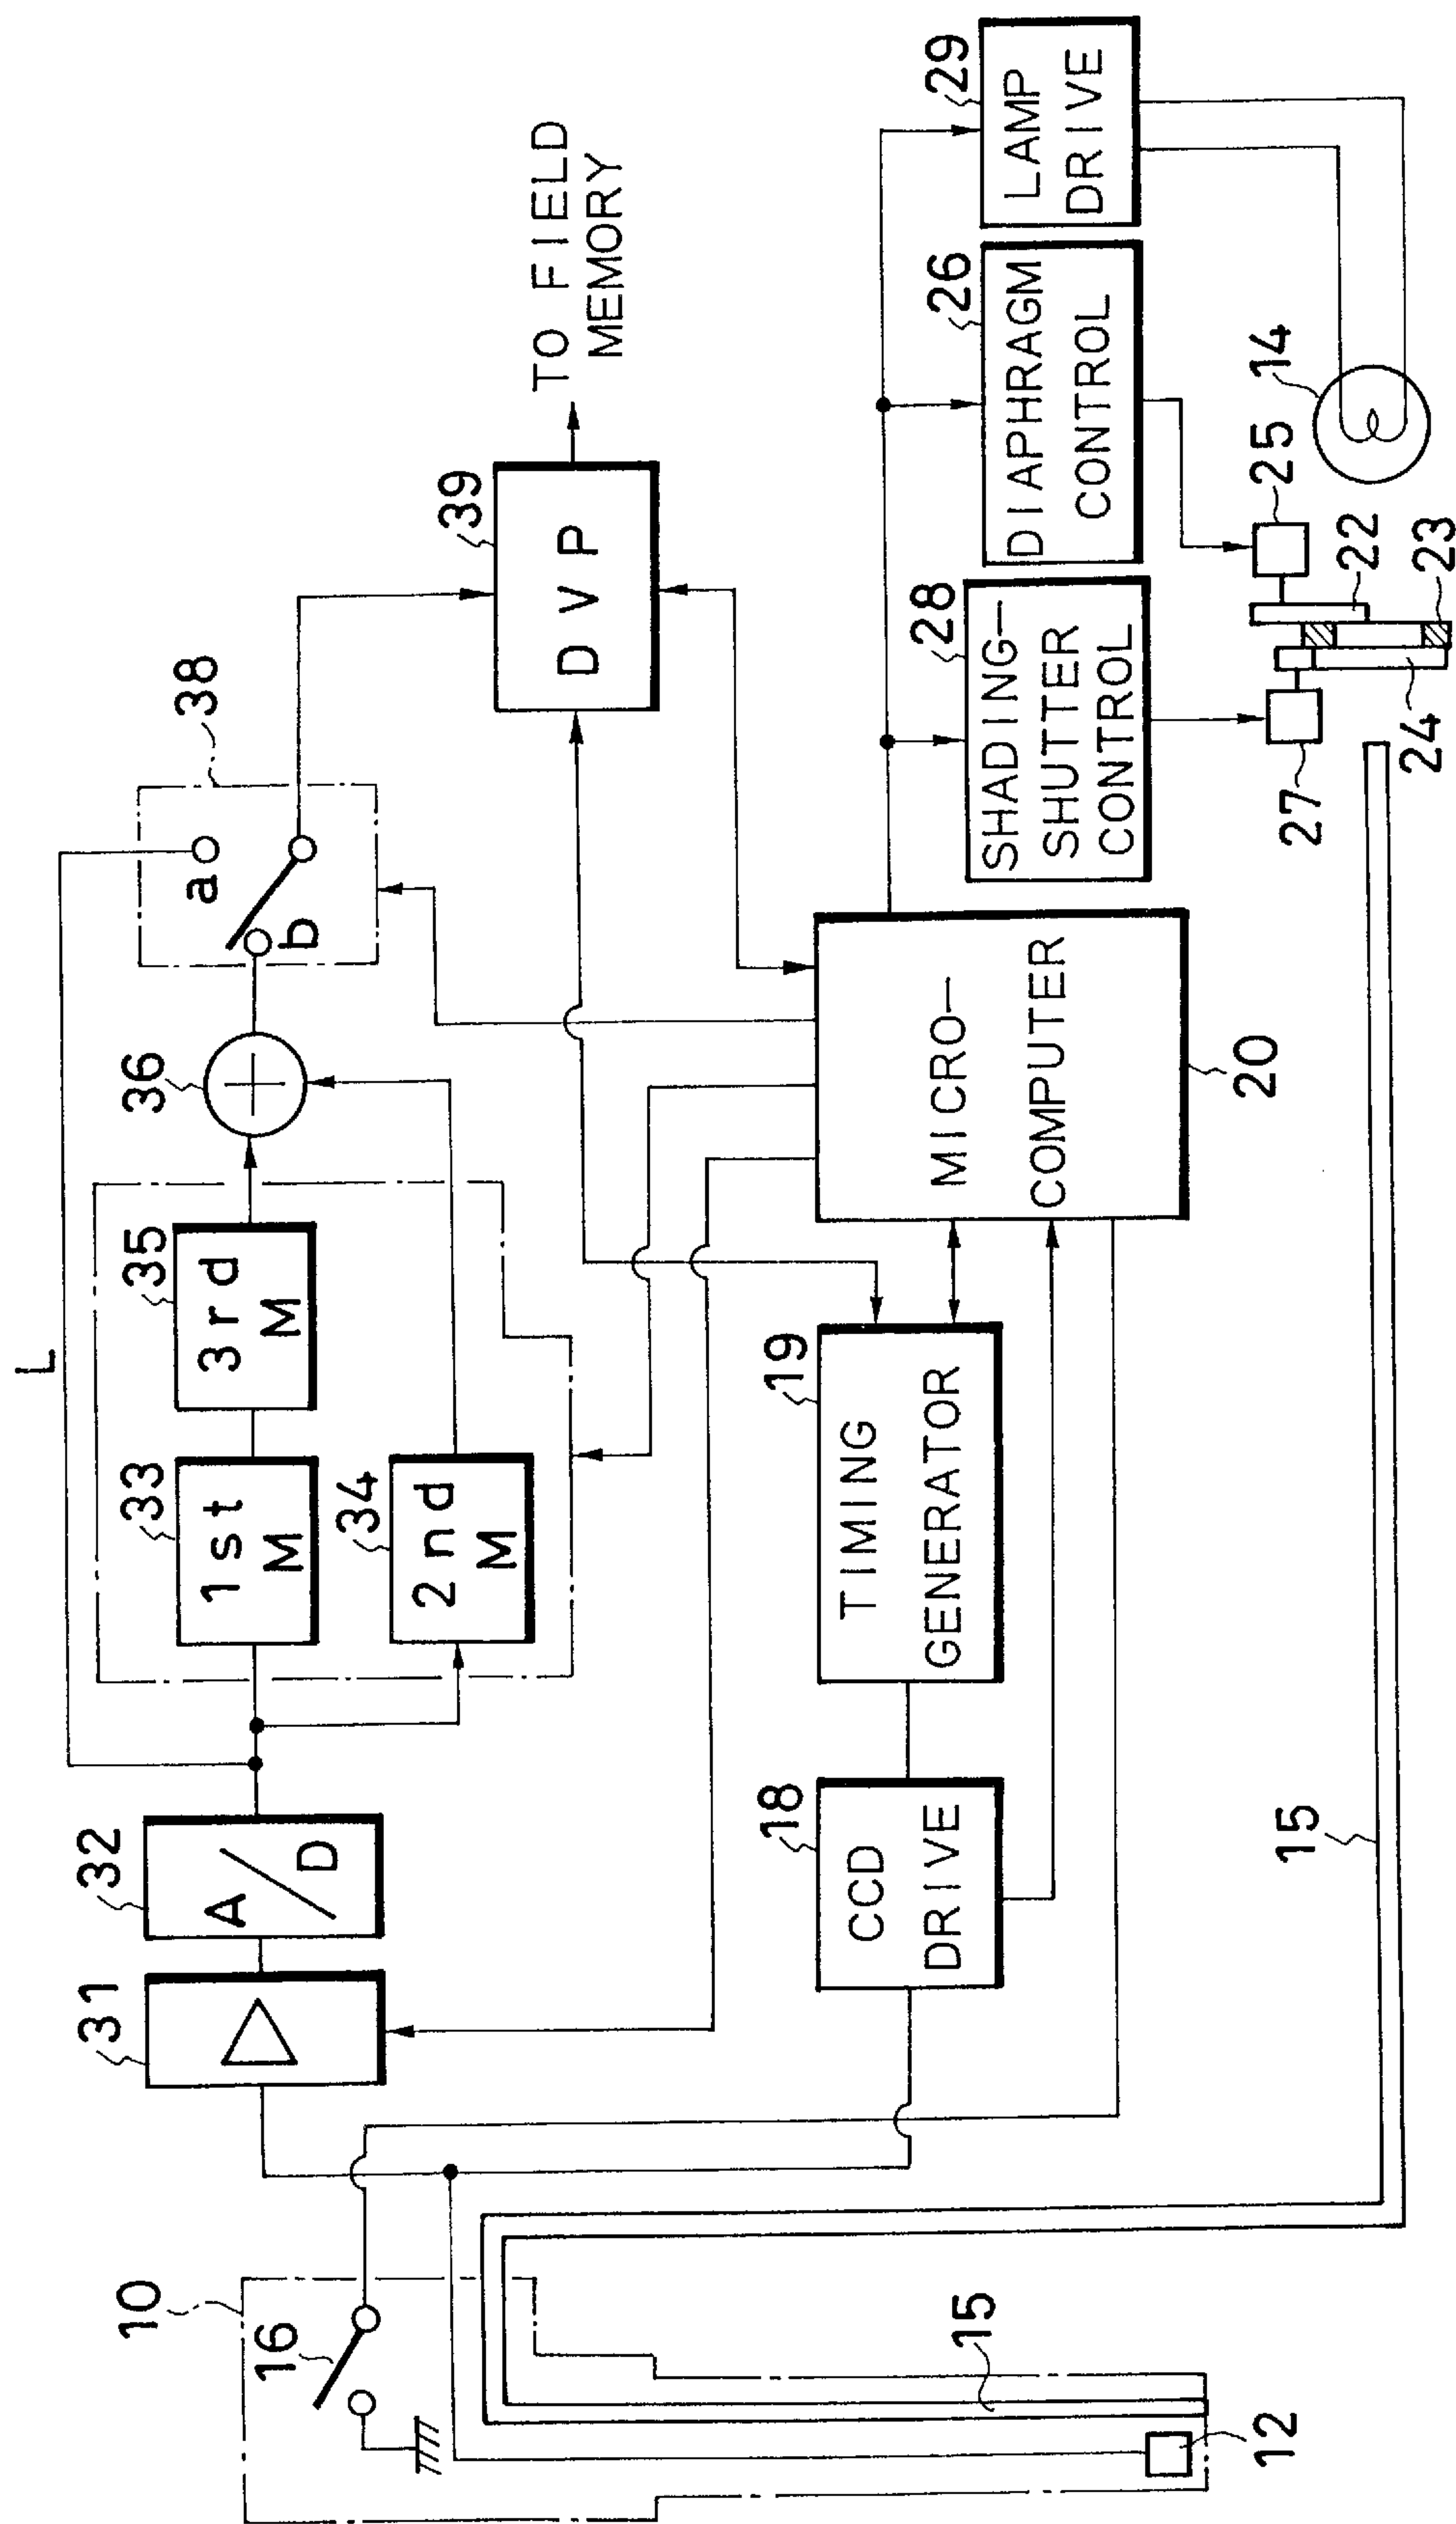 10
16
15
12
31
32
A/D
L
33
1st
M
34
2nd
M
35
3rd
M
36
38
a
b
39
DVP
TO FIELD
MEMORY
18
CCD
DRIVE
19
TIMING
GENERATOR
MICRO-
COMPUTER
20
28
SHADING-
SHUTTER
CONTROL
26
DIAPHRAGM
CONTROL
29
LAMP
DRIVE
14
25
22
23
24
27
15